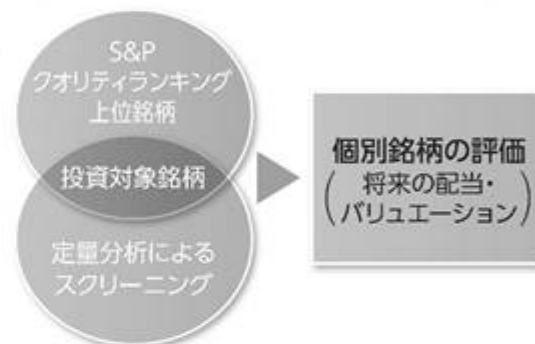 S&P
クオリティランキング
上位銘柄
投資対象銘柄
定量分析による
スクリーニング
個別銘柄の評価
(将来の配当・
バリュエーション)